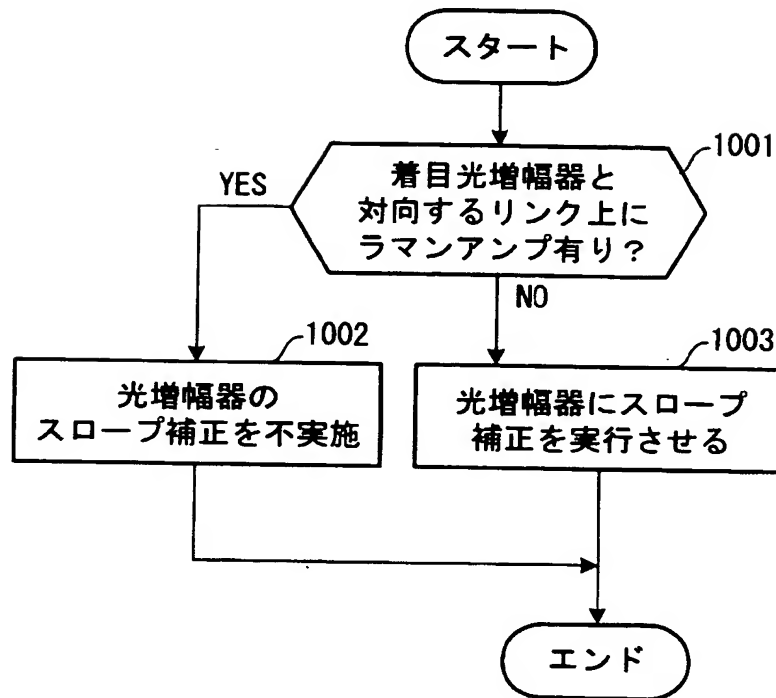 スタート
1001
着目光増幅器と
対向するリンク上に
ラマンアンプ有り？
YES
NO
1002
光増幅器の
スロープ補正を不実施
1003
光増幅器にスロープ
補正を実行させる
エンド